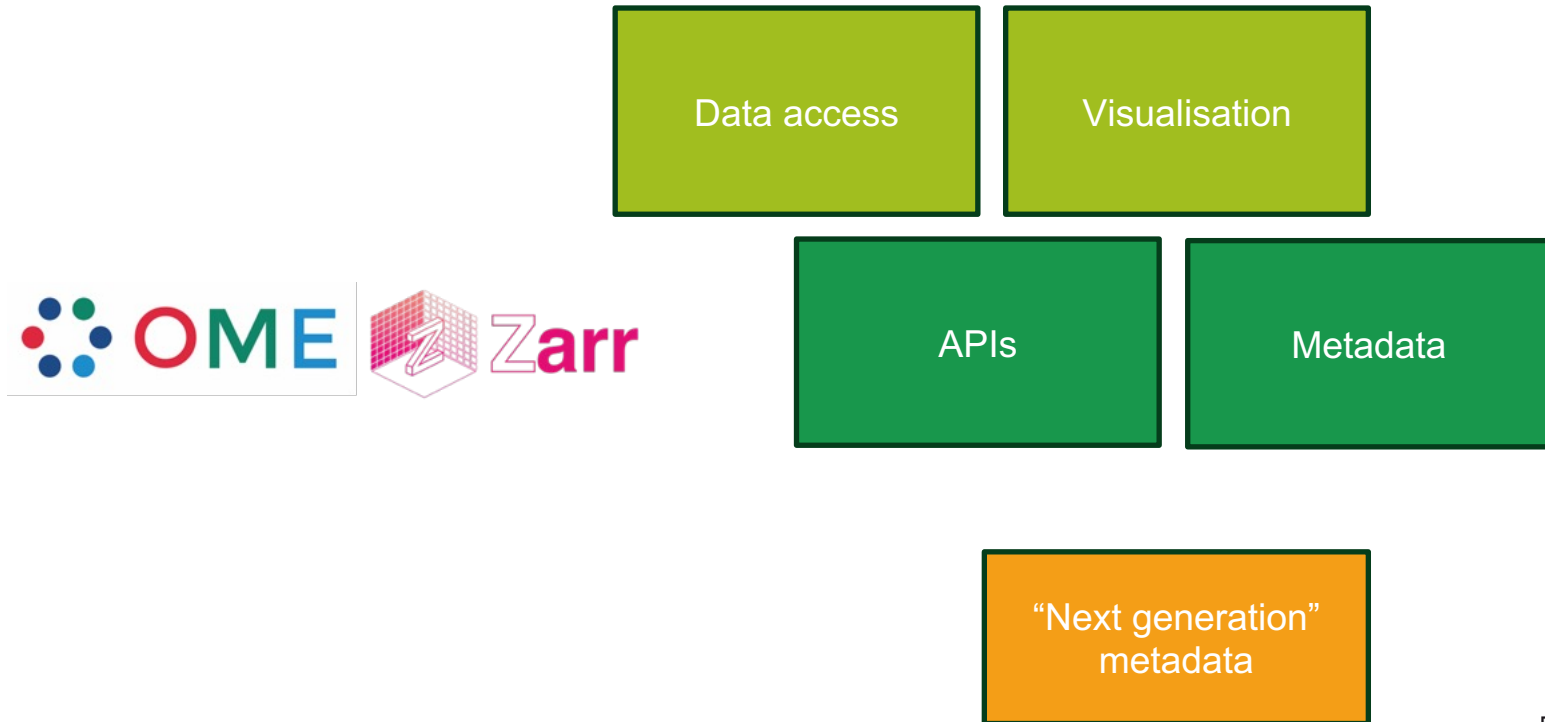 Data access
Visualisation
OME
Zarr
APIs
Metadata
“Next generation”
metadata